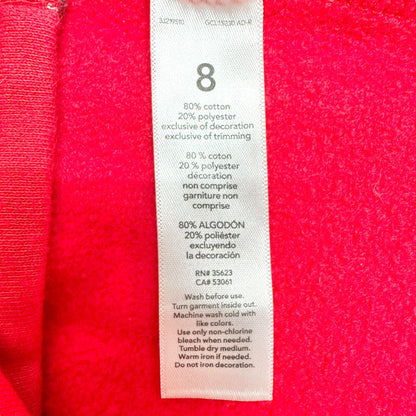 GCL15230 AD-R
8
80% cotton
20% polyester
exclusive of decoration
exclusive of trimming
80 % coton
20 % polyester
décoration
non comprise
garniture non
comprise
80% ALGODÓN
20% poliéster
excluyendo
la decoración
RN# 35623
CA# 53061
Wash before use.
Turn garment inside out.
Machine wash cold with
like colors.
Use only non-chlorine
bleach when needed.
Tumble dry medium.
Warm iron if needed.
Do not iron decoration.